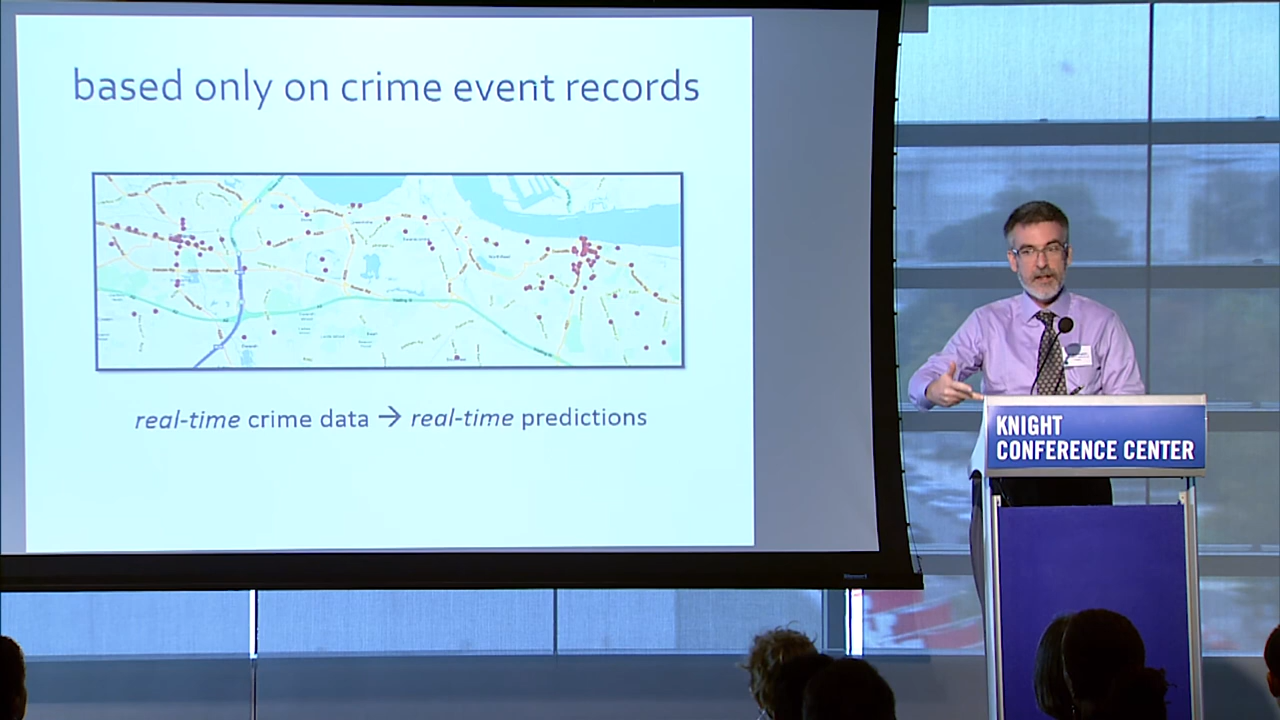 based only on crime event records
real-time crime data → real-time predictions
KNIGHT
CONFERENCE CENTER